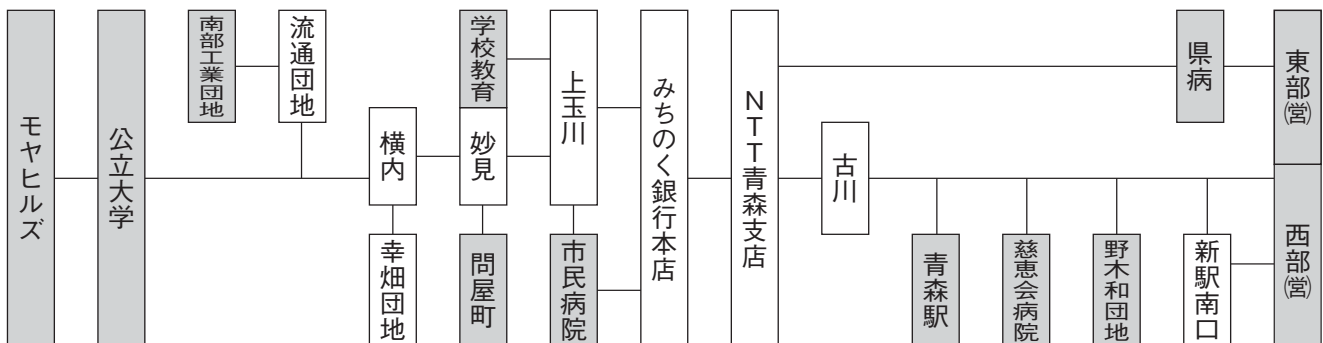 モヤヒルズ
公立大学
南部工業団地
流通団地
横内
幸畑団地
学校教育
妙見
問屋町
上玉川
市民病院
みちのく銀行本店
NTT青森支店
古川
青森駅
慈恵会病院
野木和団地
県病
新駅南口
東部㈺
西部㈺